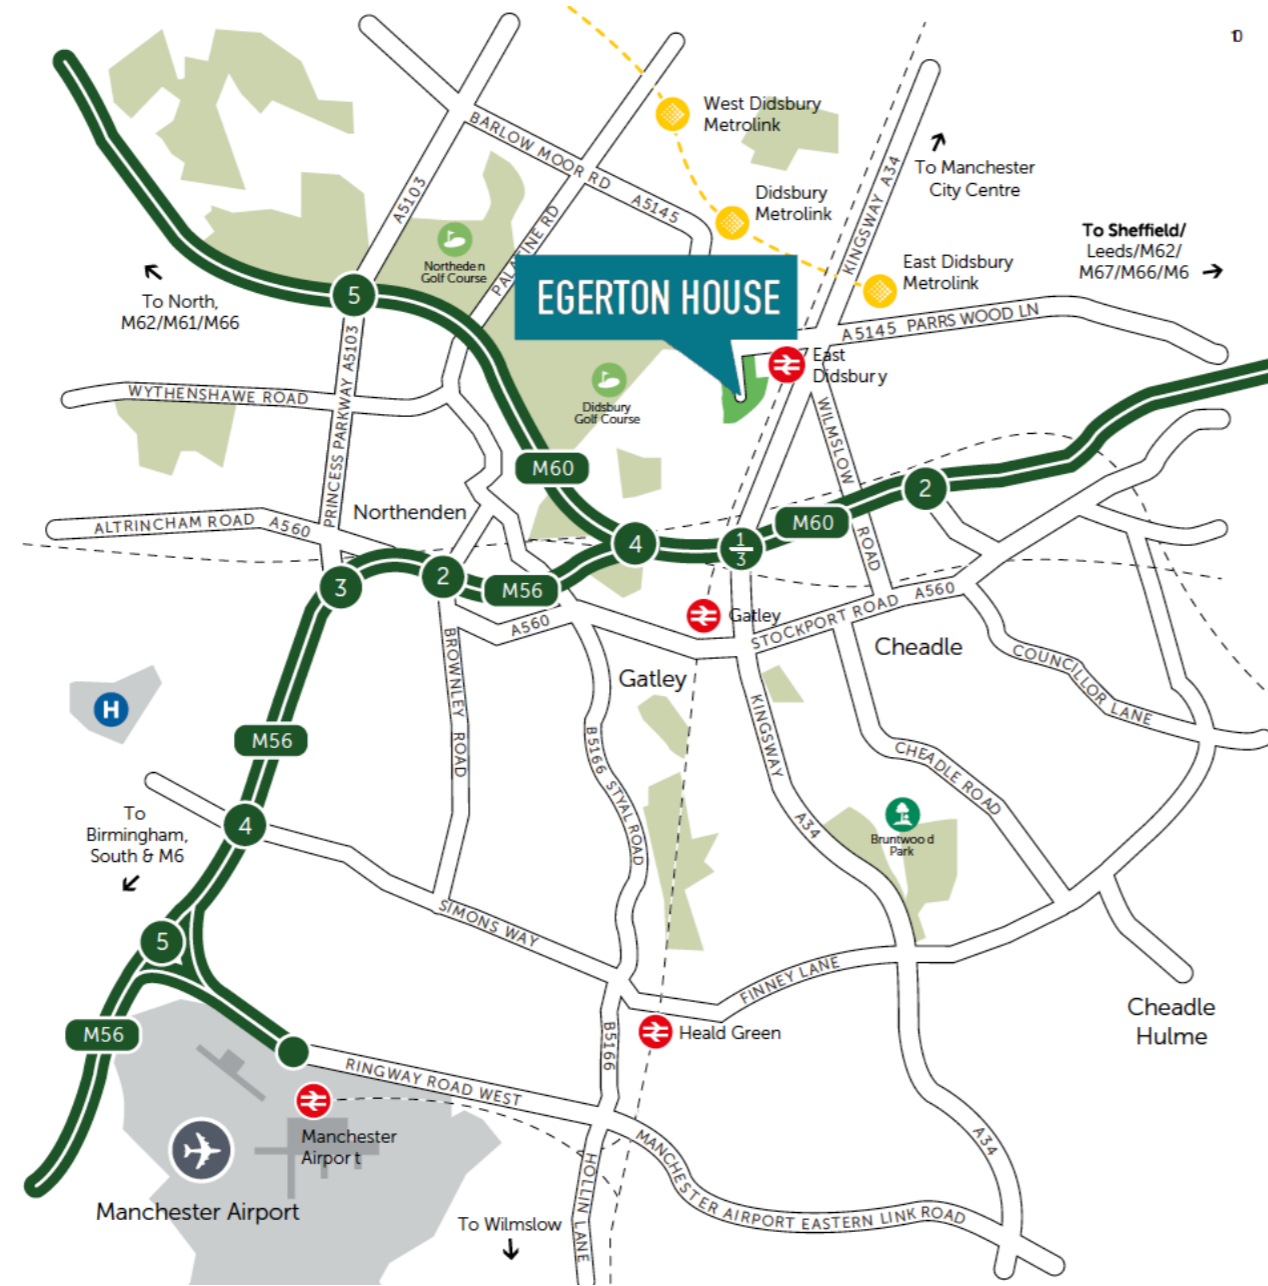 10
West Didsbury
Metrolink
BARLOW MOOR RD
A5145
To Manchester
City Centre
KINGSWAY A34
A5103
Didsbury
Metrolink
PALATINE RD
To Sheffield/
Leeds/M62/
M67/M66/M6
Northeden
Golf Course
East Didsbury
Metrolink
To North,
M62/M61/M66
5
EGERTON HOUSE
A5145 PARRS WOOD LN
East
Didsbury
PRINCESS PARKWAY A5103
WYTHENSHAWE ROAD
Didsbury
Golf Course
WILMSLOW
ROAD
M60
2
Northenden
ALTRINCHAM ROAD A560
M60
4
1
3
3
2
M56
A560
Gatley
STOCKPORT ROAD A560
Cheadle
Gatley
COUNCILLOR LANE
BROWNLEY ROAD
H
KINGSWAY
A34
M56
B5166 STYAL ROAD
CHEADLE ROAD
To
Birmingham,
South & M6
4
Bruntwood
Park
SIMONS WAY
5
FINNEY LANE
Cheadle
Hulme
M56
B5166
Heald Green
RINGWAY ROAD WEST
Manchester
Airport
A34
MANCHESTER AIRPORT EASTERN LINK ROAD
HOLLIN LANE
Manchester Airport
To Wilmslow